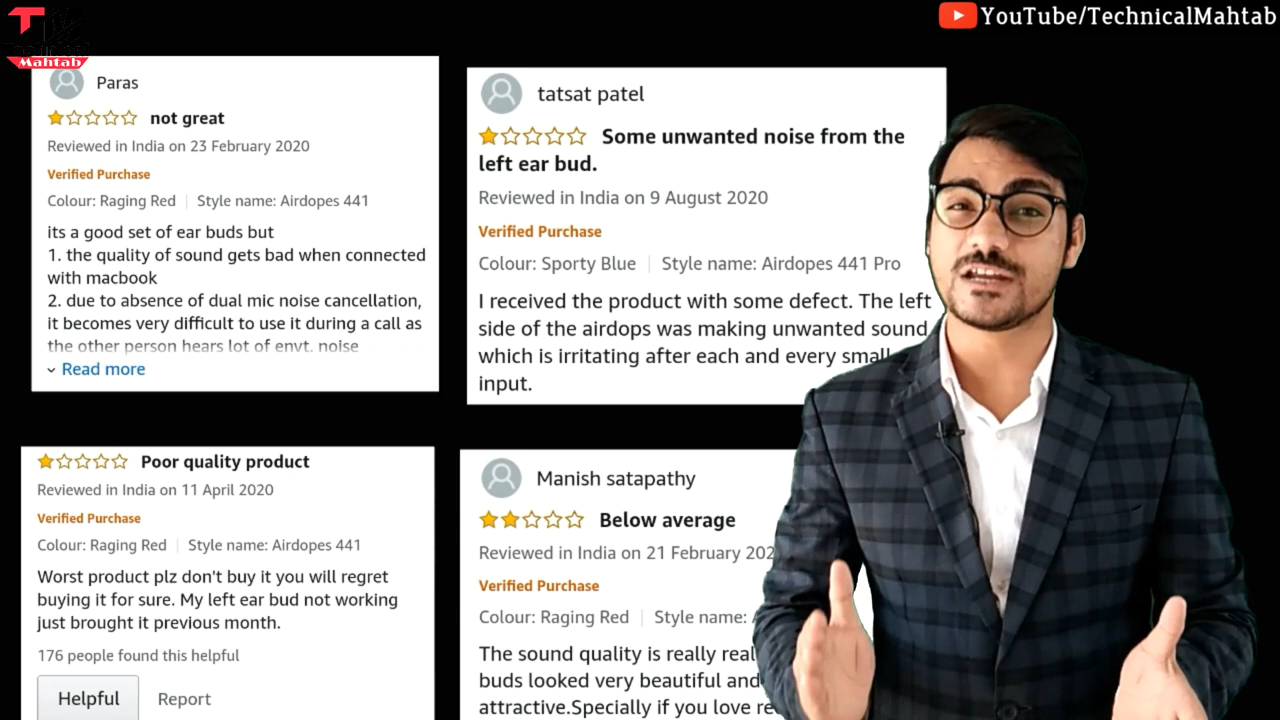 T
Mahtab
YouTube/TechnicalMahtab
Paras
not great
Reviewed in India on 23 February 2020
Verified Purchase
Colour: Raging Red | Style name: Airdopes 441
its a good set of ear buds but
1. the quality of sound gets bad when connected
with macbook
2. due to absence of dual mic noise cancellation,
it becomes very difficult to use it during a call as
the other person hears lot of envt. noise
Read more
tatsat patel
Some unwanted noise from the
left ear bud.
Reviewed in India on 9 August 2020
Verified Purchase
Colour: Sporty Blue | Style name: Airdopes 441 Pro
I received the product with some defect. The left
side of the airdops was making unwanted sound
which is irritating after each and every small
input.
Poor quality product
Reviewed in India on 11 April 2020
Verified Purchase
Colour: Raging Red | Style name: Airdopes 441
Worst product plz don't buy it you will regret
buying it for sure. My left ear bud not working
just brought it previous month.
176 people found this helpful
Helpful
Report
Manish satapathy
Below average
Reviewed in India on 21 February 202
Verified Purchase
Colour: Raging Red | Style name:
The sound quality is really real
buds looked very beautiful and
attractive.Specially if you love re